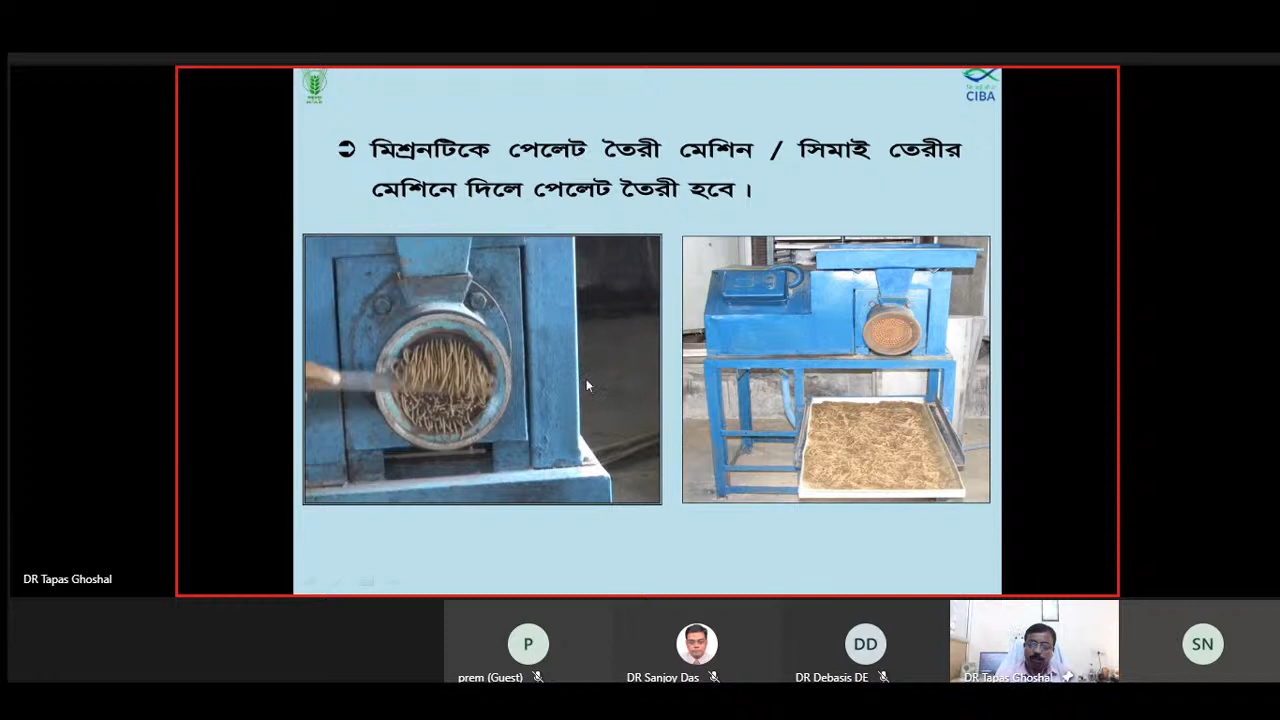 CIBA
➲ মিশ্রনটিকে পেলেট তৈরী মেশিন / সিমাই তেরীর
মেশিনে দিলে পেলেট তৈরী হবে।
DR Tapas Ghoshal
P
DD
SN
prem (Guest)
DR Sanjoy Das
DR Debasis DE
DR Tapas Ghoshal